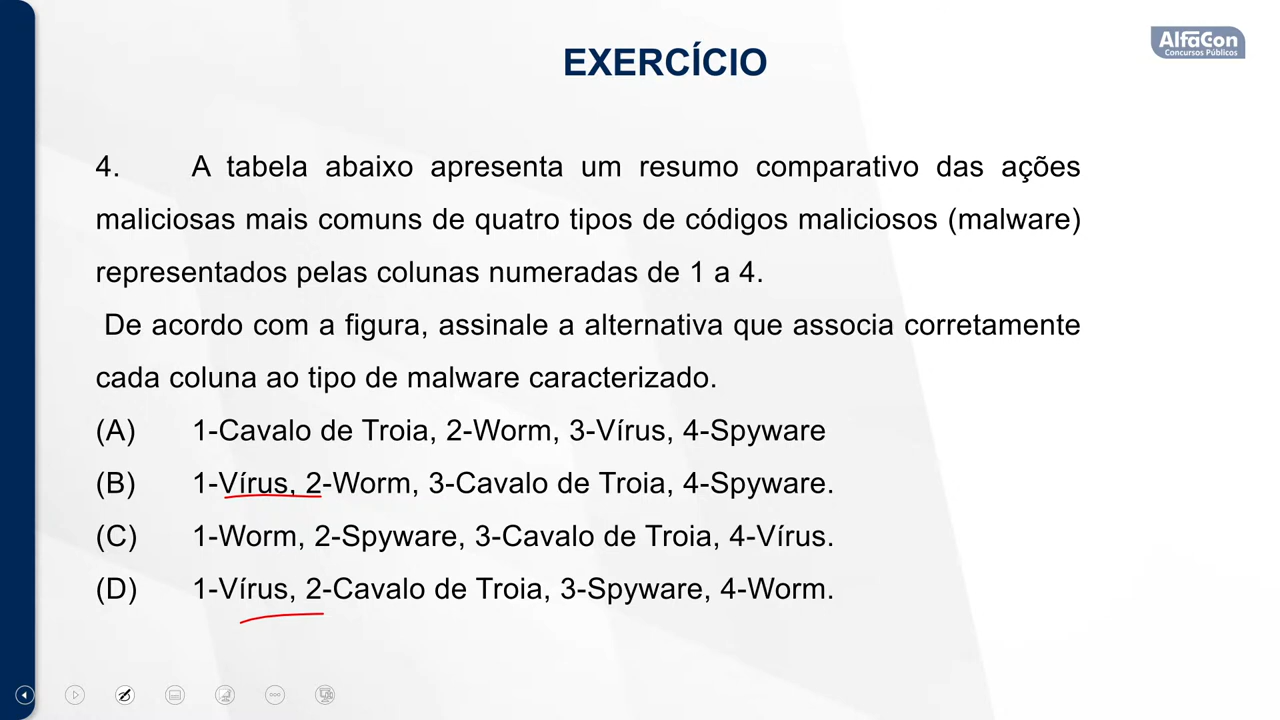 EXERCÍCIO
AlfaCon
Concursos Públicos
4. A tabela abaixo apresenta um resumo comparativo das ações
maliciosas mais comuns de quatro tipos de códigos maliciosos (malware)
representados pelas colunas numeradas de 1 a 4.
De acordo com a figura, assinale a alternativa que associa corretamente
cada coluna ao tipo de malware caracterizado.
(A) 1-Cavalo de Troia, 2-Worm, 3-Vírus, 4-Spyware
(B) 1-Vírus, 2-Worm, 3-Cavalo de Troia, 4-Spyware.
(C) 1-Worm, 2-Spyware, 3-Cavalo de Troia, 4-Vírus.
(D) 1-Vírus, 2-Cavalo de Troia, 3-Spyware, 4-Worm.